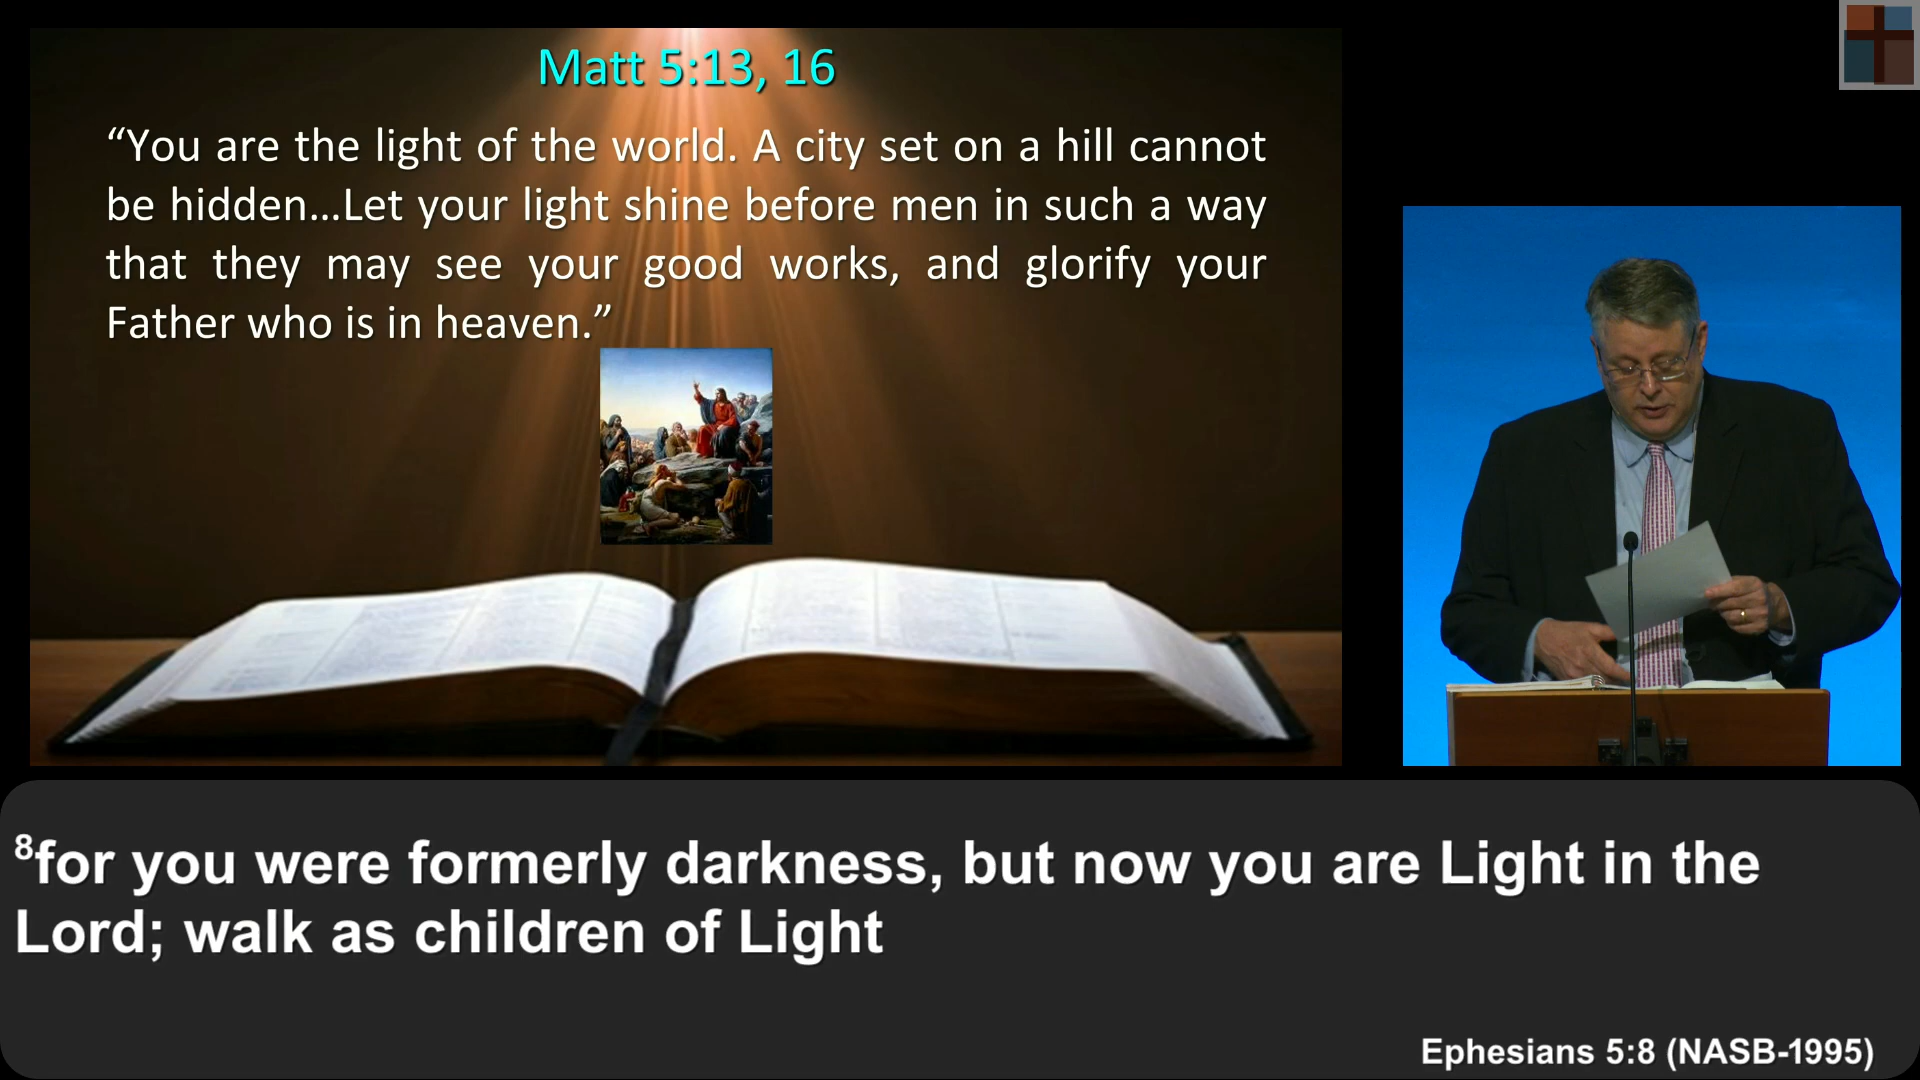 Matt 5:13, 16
“You are the light of the world. A city set on a hill cannot
be hidden…Let your light shine before men in such a way
that they may see your good works, and glorify your
Father who is in heaven.”
8for you were formerly darkness, but now you are Light in the
Lord; walk as children of Light
Ephesians 5:8 (NASB-1995)